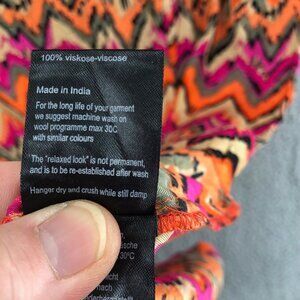 100% viskose-viscose
Made in India
For the long life of your garment
we suggest machine wash on
wool programme max 30C
with similar colours
The "relaxed look" is not permanent,
and is to be re-established after wash
Hanger dry and crush while still damp
30°C